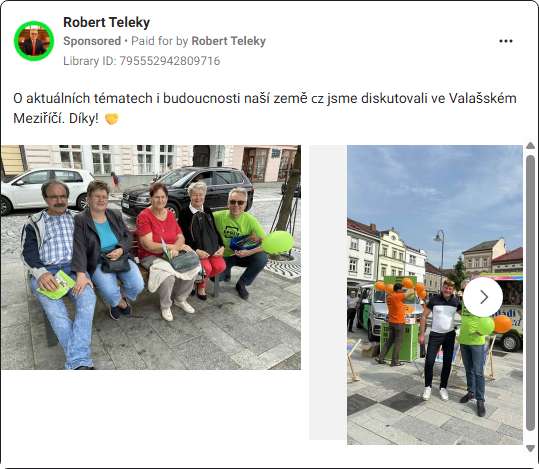 Robert Teleky
Sponsored • Paid for by Robert Teleky
Library ID: 795552942809716
O aktuálních tématech i budoucnosti naší země cz jsme diskutovali ve Valašském
Meziříčí. Díky! 🤝